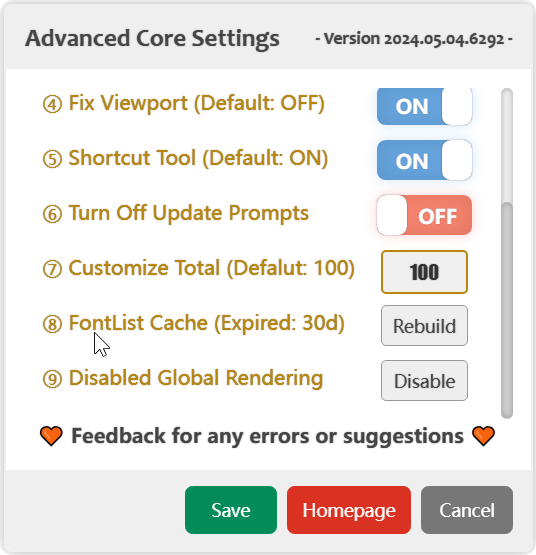 Advanced Core Settings
- Version 2024.05.04.6292 -
④ Fix Viewport (Default: OFF)
ON
⑤ Shortcut Tool (Default: ON)
ON
⑥ Turn Off Update Prompts
OFF
⑦ Customize Total (Defalut: 100)
100
⑧ FontList Cache (Expired: 30d)
Rebuild
⑨ Disabled Global Rendering
Disable
🧡 Feedback for any errors or suggestions 🧡
Save
Homepage
Cancel